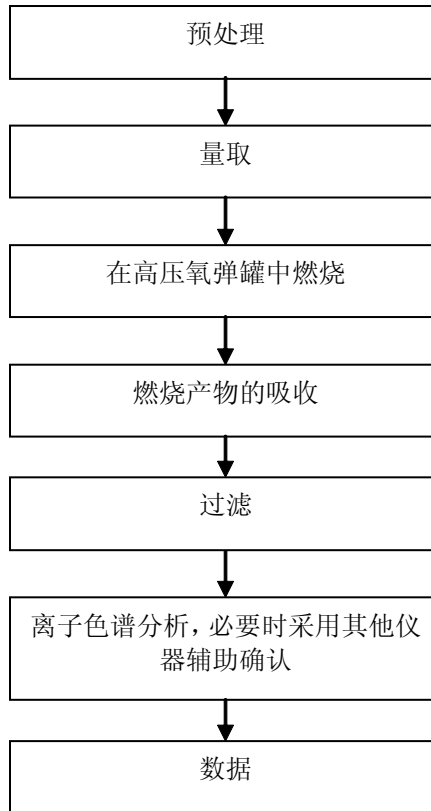 预处理
量取
在高压氧弹罐中燃烧
燃烧产物的吸收
过滤
离子色谱分析，必要时采用其他仪
器辅助确认
数据